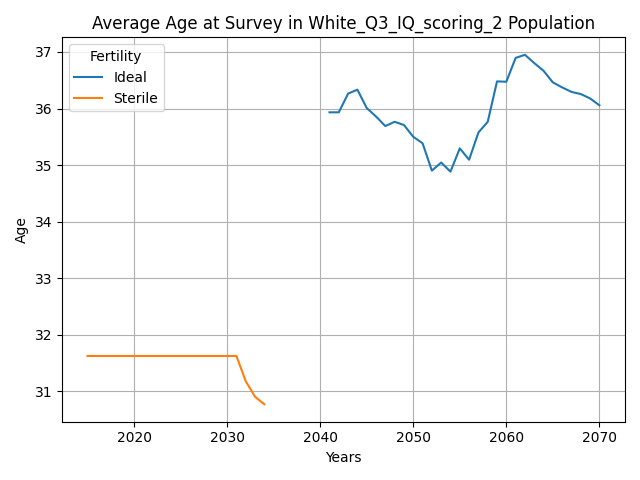 Average Age at Survey in White_Q3_IQ_scoring_2 Population
Fertility
Ideal
Sterile
37
36
35
34
33
32
31
Age
2020 2030 2040 2050 2060 2070
Years